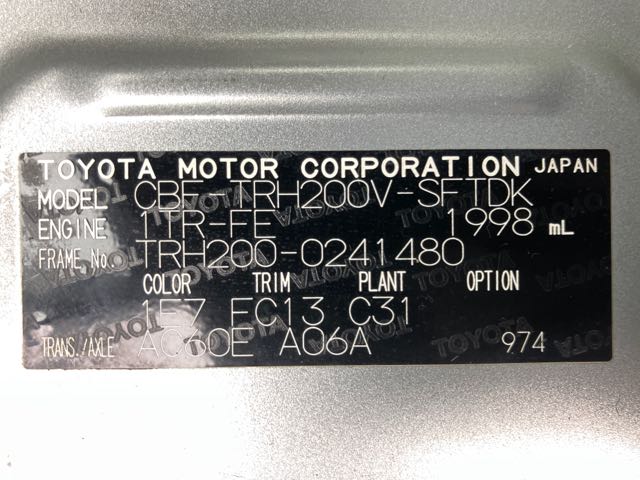 TOYOTA MOTOR CORPORATION JAPAN
MODEL CBF-TRH200V-SFTDK
ENGINE 1TR-FE 1998 mL
FRAME No. TRH200-0241480
COLOR TRIM PLANT OPTION
1E7 FC13 C31
TRANS./AXLE AC60E A06A 974